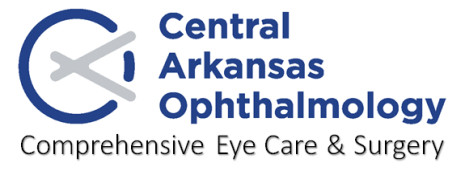 Central
Arkansas
Ophthalmology
Comprehensive Eye Care & Surgery